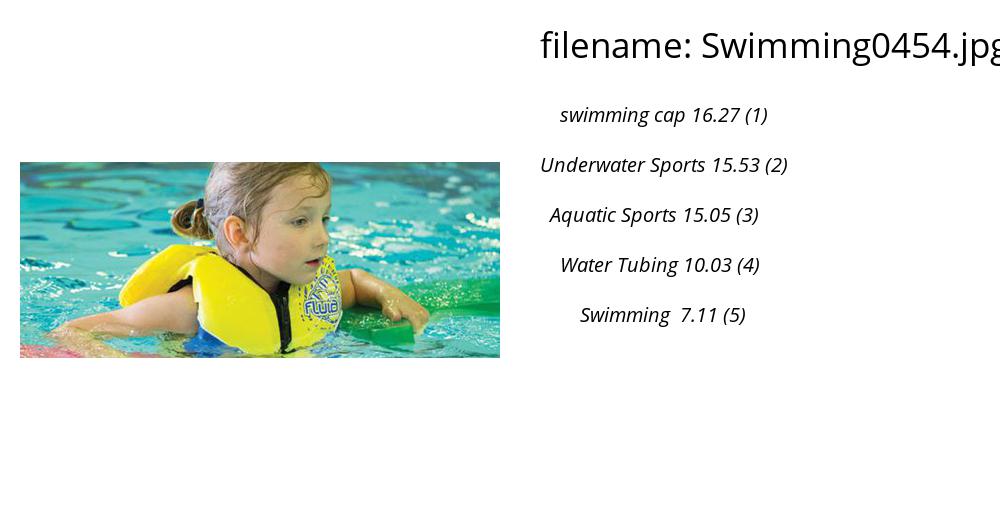 filename: Swimming0454.jpg
swimming cap 16.27 (1)
Underwater Sports 15.53 (2)
Aquatic Sports 15.05 (3)
Water Tubing 10.03 (4)
Swimming 7.11 (5)
Fluid